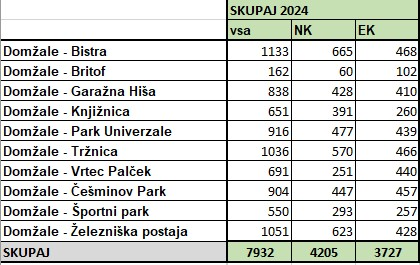 SKUPAJ 2024
vsa NK EK
Domžale - Bistra 1133 665 468
Domžale - Britof 162 60 102
Domžale - Garažna Hiša 838 428 410
Domžale - Knjižnica 651 391 260
Domžale - Park Univerzale 916 477 439
Domžale - Tržnica 1036 570 466
Domžale - Vrtec Palček 691 251 440
Domžale - Češminov Park 904 447 457
Domžale - Športni park 550 293 257
Domžale - Železniška postaja 1051 623 428
SKUPAJ 7932 4205 3727